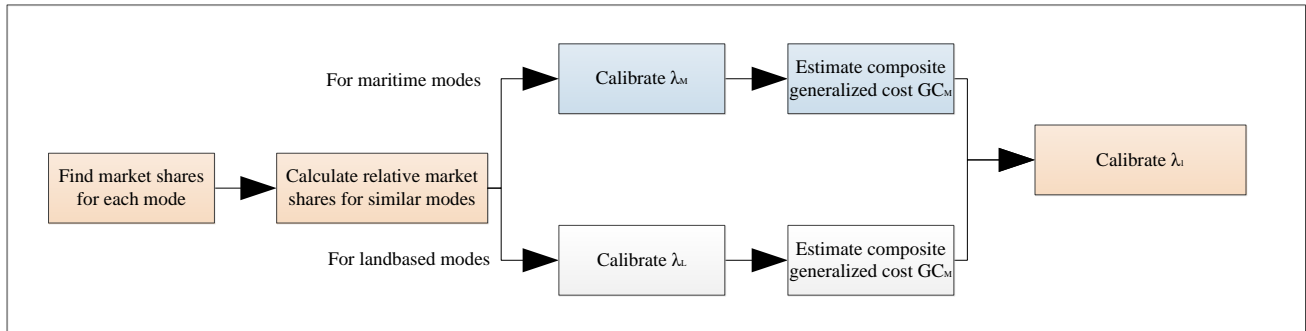 Find market shares
for each mode
Calculate relative market
shares for similar modes
For maritime modes
Calibrate λM
Estimate composite
generalized cost GCM
For landbased modes
Calibrate λL
Estimate composite
generalized cost GCM
Calibrate λI